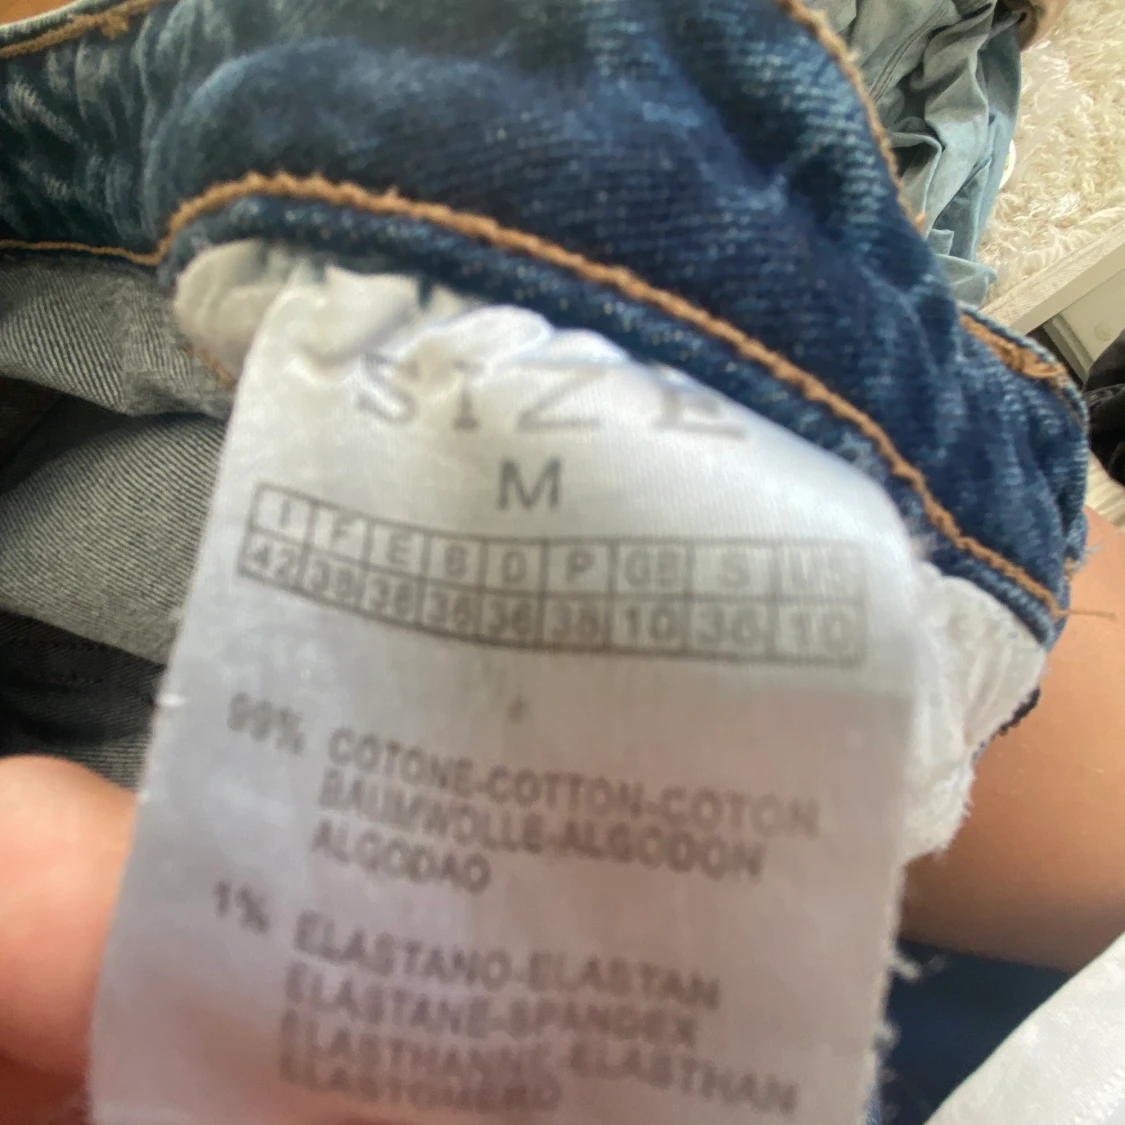 SIZE
M
I F E B D P GB S US
42 38 38 36 36 38 10 36 10
99% COTONE-COTTON-COTON
BAUMWOLLE-ALGODON
ALGODAO
1% ELASTANO-ELASTAN
ELASTANE-SPANDEX
ELASTHANNE-ELASTHAN
ELASTOMERO